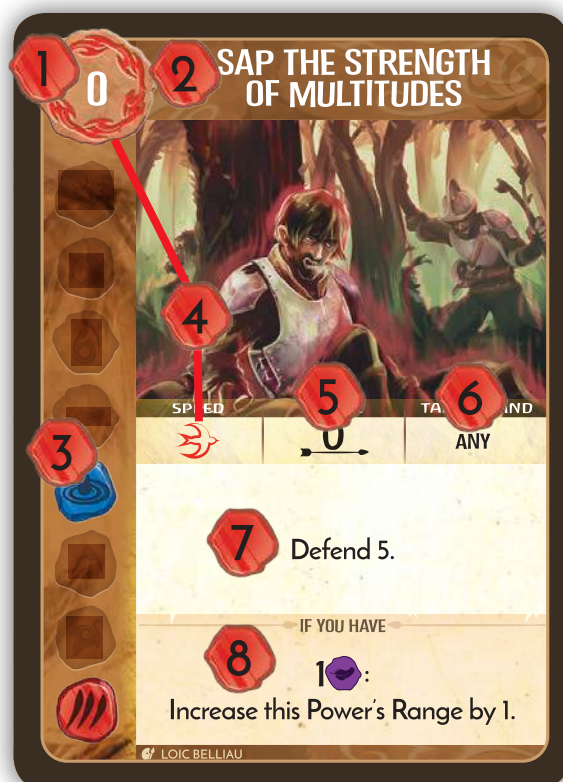 1
0
2
SAP THE STRENGTH
OF MULTITUDES
4
3
5
6
SPEED
0
ANY
7
Defend 5.
IF YOU HAVE
8
1 :
Increase this Power's Range by 1.
LOIC BELLIAU